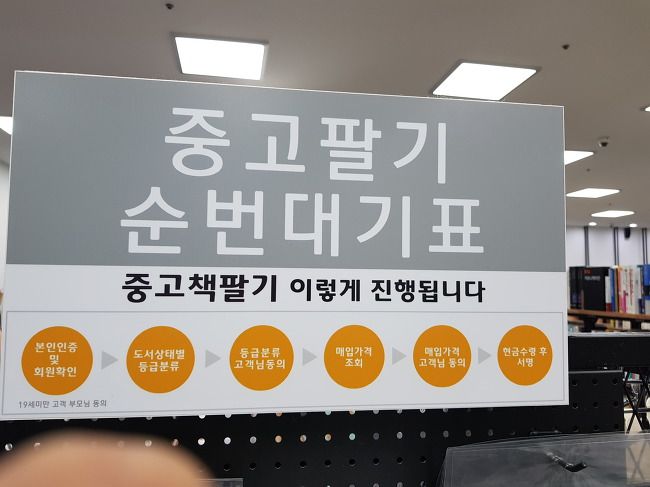 중고팔기
순번대기표
중고책팔기 이렇게 진행됩니다
본인인증
및
회원확인
도서상태별
등급분류
등급분류
고객님동의
매입가격
조회
매입가격
고객님 동의
현금수령 후
서명
19세미만 고객 부모님 동의